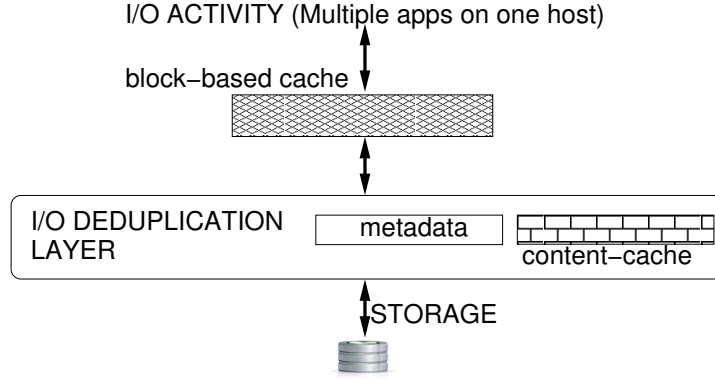 I/O ACTIVITY (Multiple apps on one host)
block−based cache
I/O DEDUPLICATION
LAYER
metadata
content−cache
STORAGE